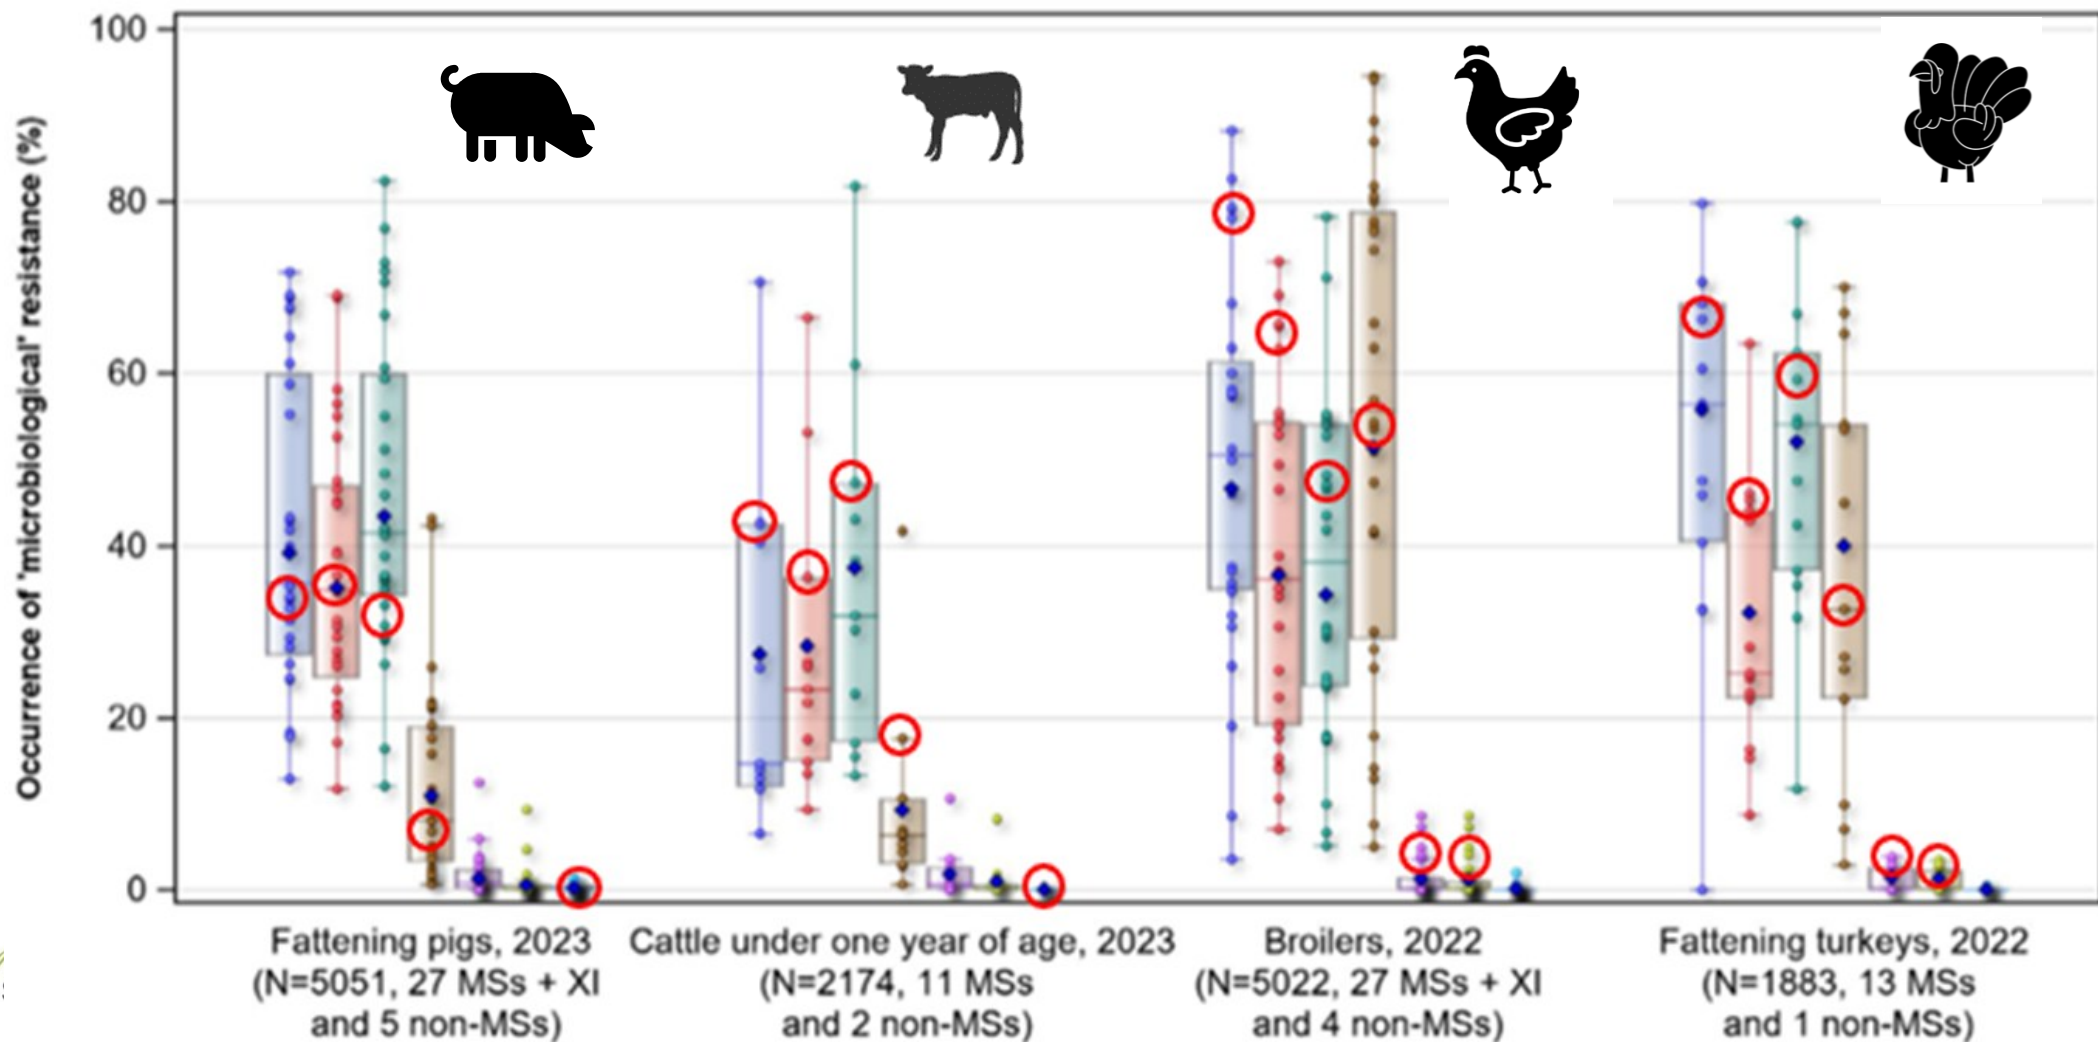 Occurrence of 'microbiological' resistance (%)
100
80
60
40
20
0
Fattening pigs, 2023
(N=5051, 27 MSs + XI
and 5 non-MSs)
Cattle under one year of age, 2023
(N=2174, 11 MSs
and 2 non-MSs)
Broilers, 2022
(N=5022, 27 MSs + XI
and 4 non-MSs)
Fattening turkeys, 2022
(N=1883, 13 MSs
and 1 non-MSs)